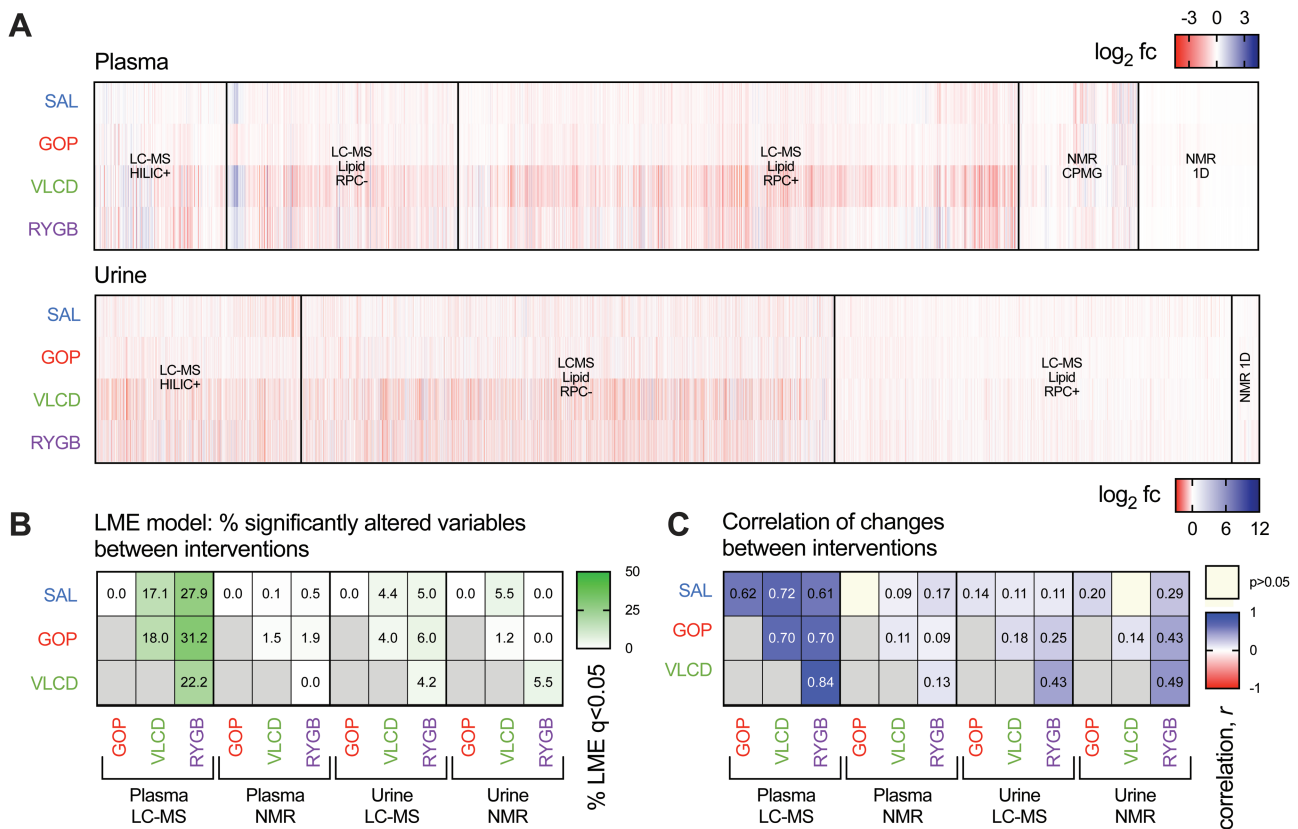 A
-3 0 3
log2 fc
Plasma
SAL
GOP
VLCD
RYGB
LC-MS
HILIC+
LC-MS
Lipid
RPC-
LC-MS
Lipid
RPC+
NMR
CPMG
NMR
1D
Urine
SAL
GOP
VLCD
RYGB
LC-MS
HILIC+
LCMS
Lipid
RPC-
LC-MS
Lipid
RPC+
NMR 1D
log2 fc
0 6 12
B
LME model: % significantly altered variables
between interventions
SAL 0.0 17.1 27.9 0.0 0.1 0.5 0.0 4.4 5.0 0.0 5.5 0.0
GOP 18.0 31.2 1.5 1.9 4.0 6.0 1.2 0.0
VLCD 22.2 0.0 4.2 5.5
GOP VLCD RYGB GOP VLCD RYGB GOP VLCD RYGB GOP VLCD RYGB
Plasma
LC-MS
Plasma
NMR
Urine
LC-MS
Urine
NMR
50
25
0
% LME q<0.05
C
Correlation of changes
between interventions
SAL 0.62 0.72 0.61 0.09 0.17 0.14 0.11 0.11 0.20 0.29
GOP 0.70 0.70 0.11 0.09 0.18 0.25 0.14 0.43
VLCD 0.84 0.13 0.43 0.49
GOP VLCD RYGB GOP VLCD RYGB GOP VLCD RYGB GOP VLCD RYGB
Plasma
LC-MS
Plasma
NMR
Urine
LC-MS
Urine
NMR
p>0.05
1
0
-1
correlation, r